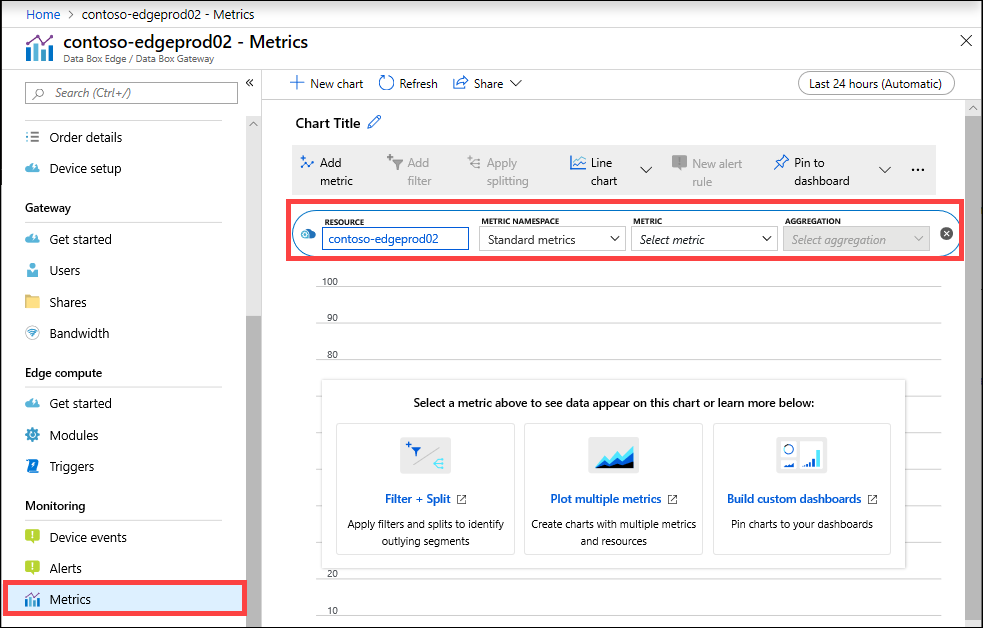 Home > contoso-edgeprod02 - Metrics
contoso-edgeprod02 - Metrics
Data Box Edge / Data Box Gateway
Search (Ctrl+/)
«
Order details
Device setup
Gateway
Get started
Users
Shares
Bandwidth
Edge compute
Get started
Modules
Triggers
Monitoring
Device events
Alerts
Metrics
New chart
Refresh
Share
Last 24 hours (Automatic)
Chart Title
Add
metric
Add
filter
Apply
splitting
Line
chart
New alert
rule
Pin to
dashboard
...
RESOURCE
contoso-edgeprod02
METRIC NAMESPACE
Standard metrics
METRIC
Select metric
AGGREGATION
Select aggregation
100
90
80
Select a metric above to see data appear on this chart or learn more below:
Filter + Split
Apply filters and splits to identify
outlying segments
Plot multiple metrics
Create charts with multiple metrics
and resources
Build custom dashboards
Pin charts to your dashboards
20
10